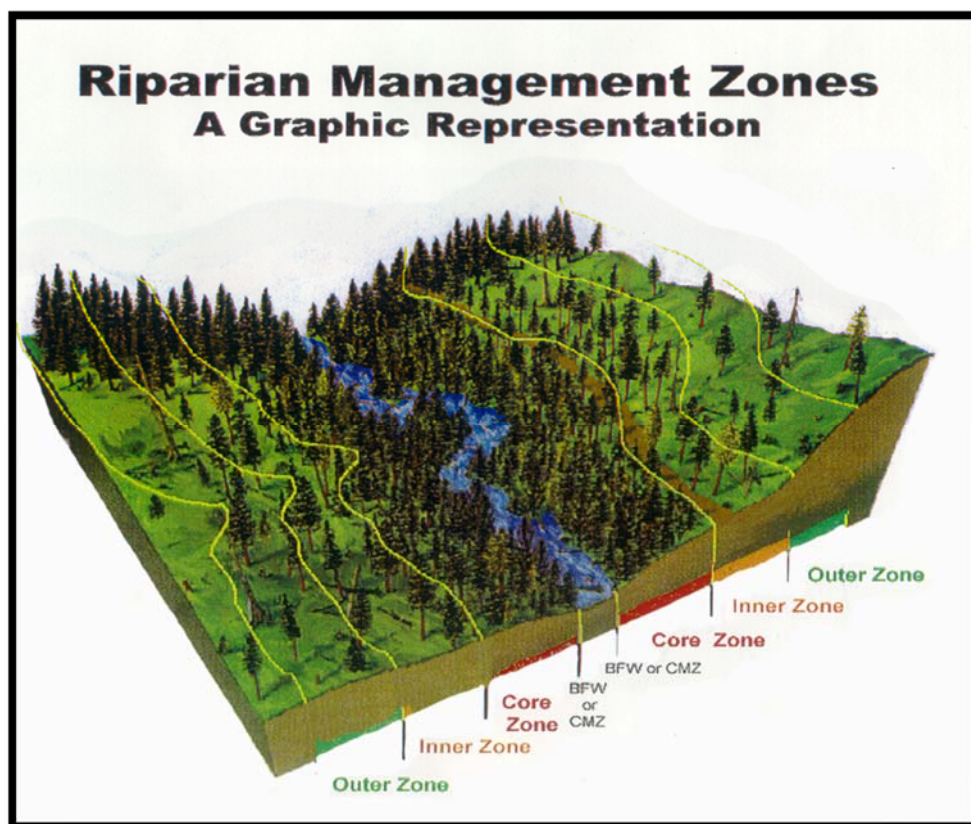 Riparian Management Zones
A Graphic Representation
Outer Zone
Inner Zone
Core Zone
BFW or CMZ
BFW
or
CMZ
Core
Zone
Inner Zone
Outer Zone